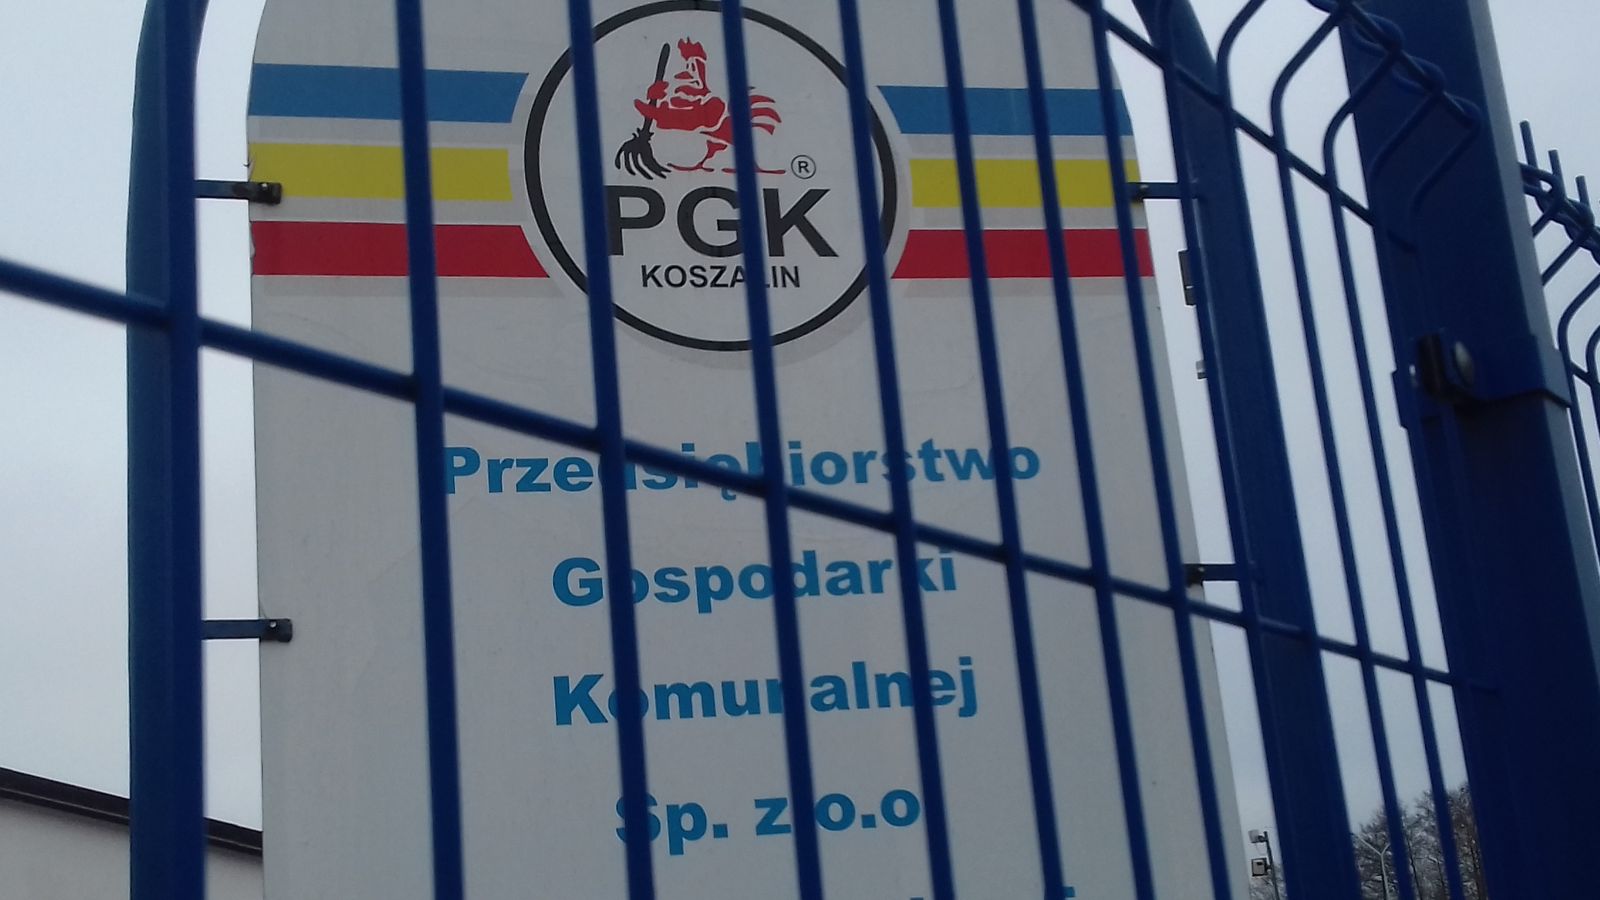 ®
PGK
KOSZALIN
Przedsiębiorstwo
Gospodarki
Komunalnej
Sp. z o.o